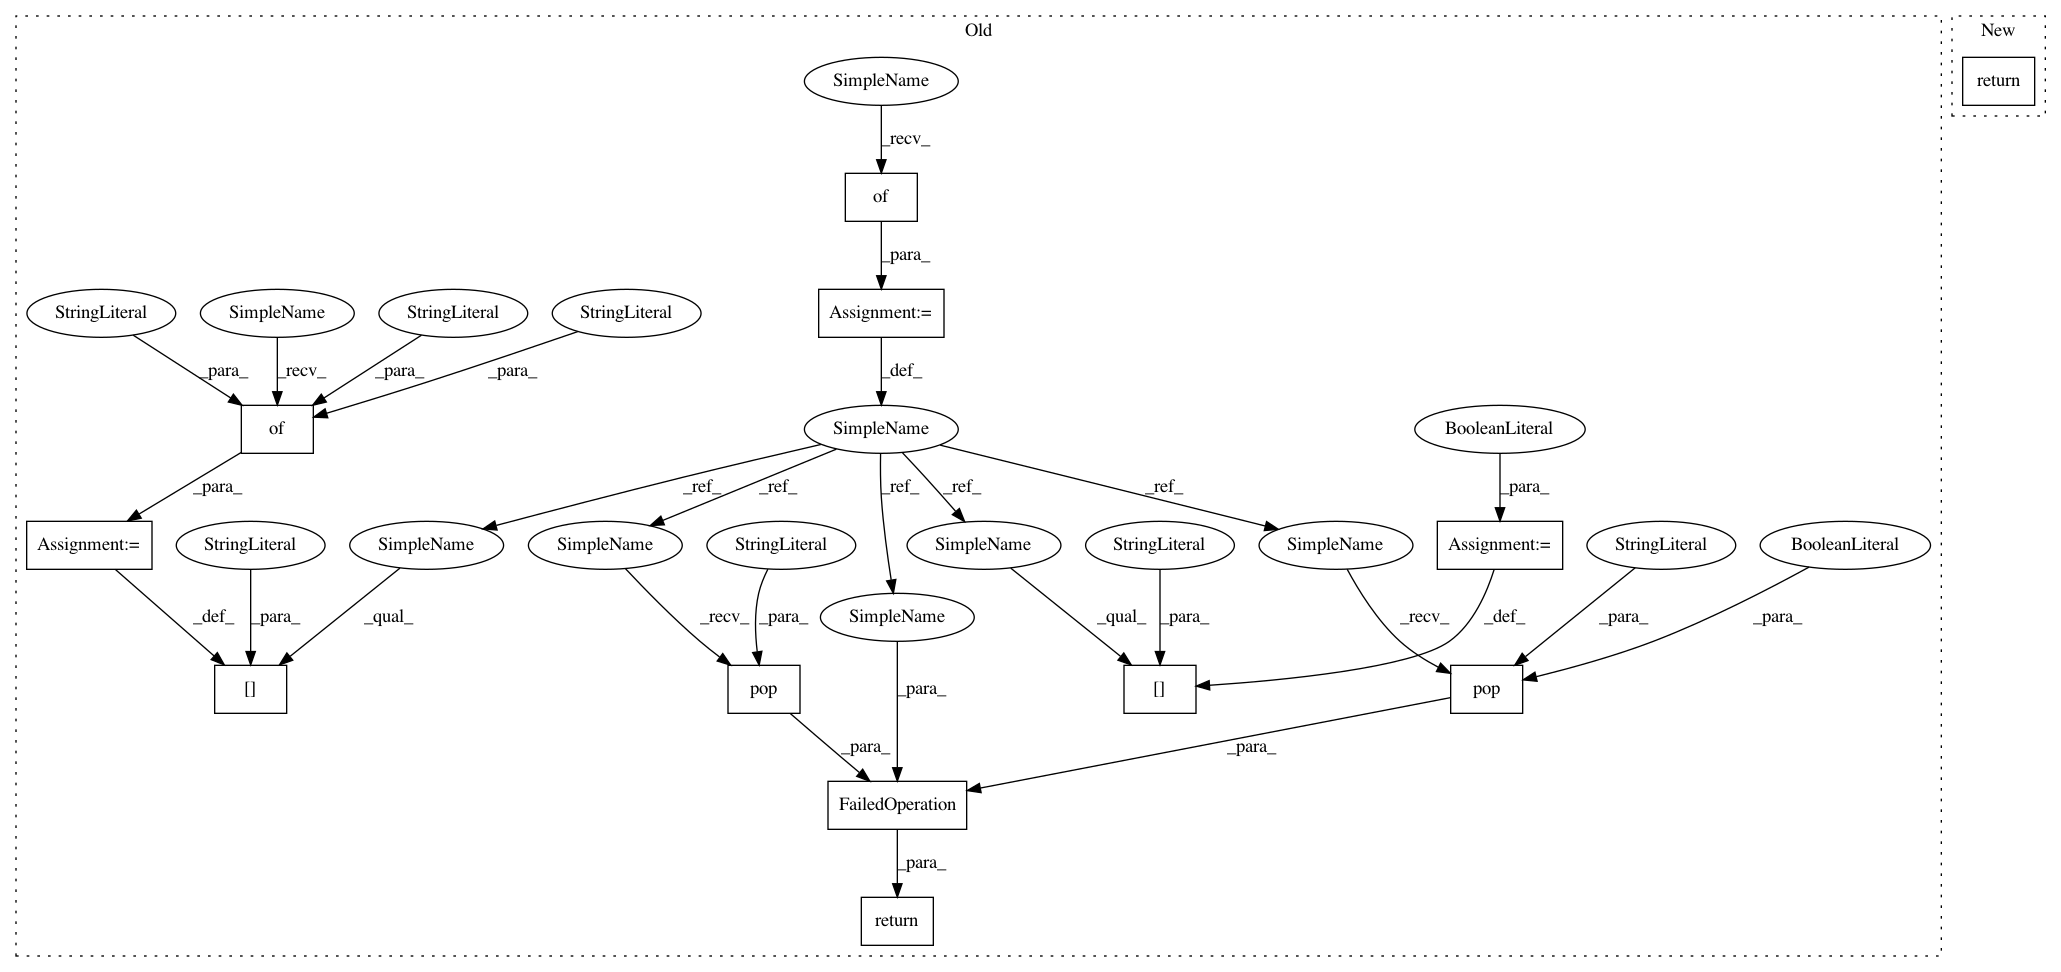 Old
New
SimpleName
return
_recv_
of
_para_
StringLiteral
SimpleName
StringLiteral
StringLiteral
Assignment:=
_para_
_recv_
_para_
_para_
_def_
of
SimpleName
BooleanLiteral
_para_
_ref_
_ref_
_ref_
_ref_
_ref_
_para_
Assignment:=
StringLiteral
SimpleName
SimpleName
StringLiteral
SimpleName
StringLiteral
SimpleName
Assignment:=
StringLiteral
BooleanLiteral
_def_
_para_
_qual_
_recv_
_para_
SimpleName
_qual_
_para_
_recv_
_def_
_para_
_para_
[]
pop
_para_
[]
pop
_para_
_para_
FailedOperation
_para_
return